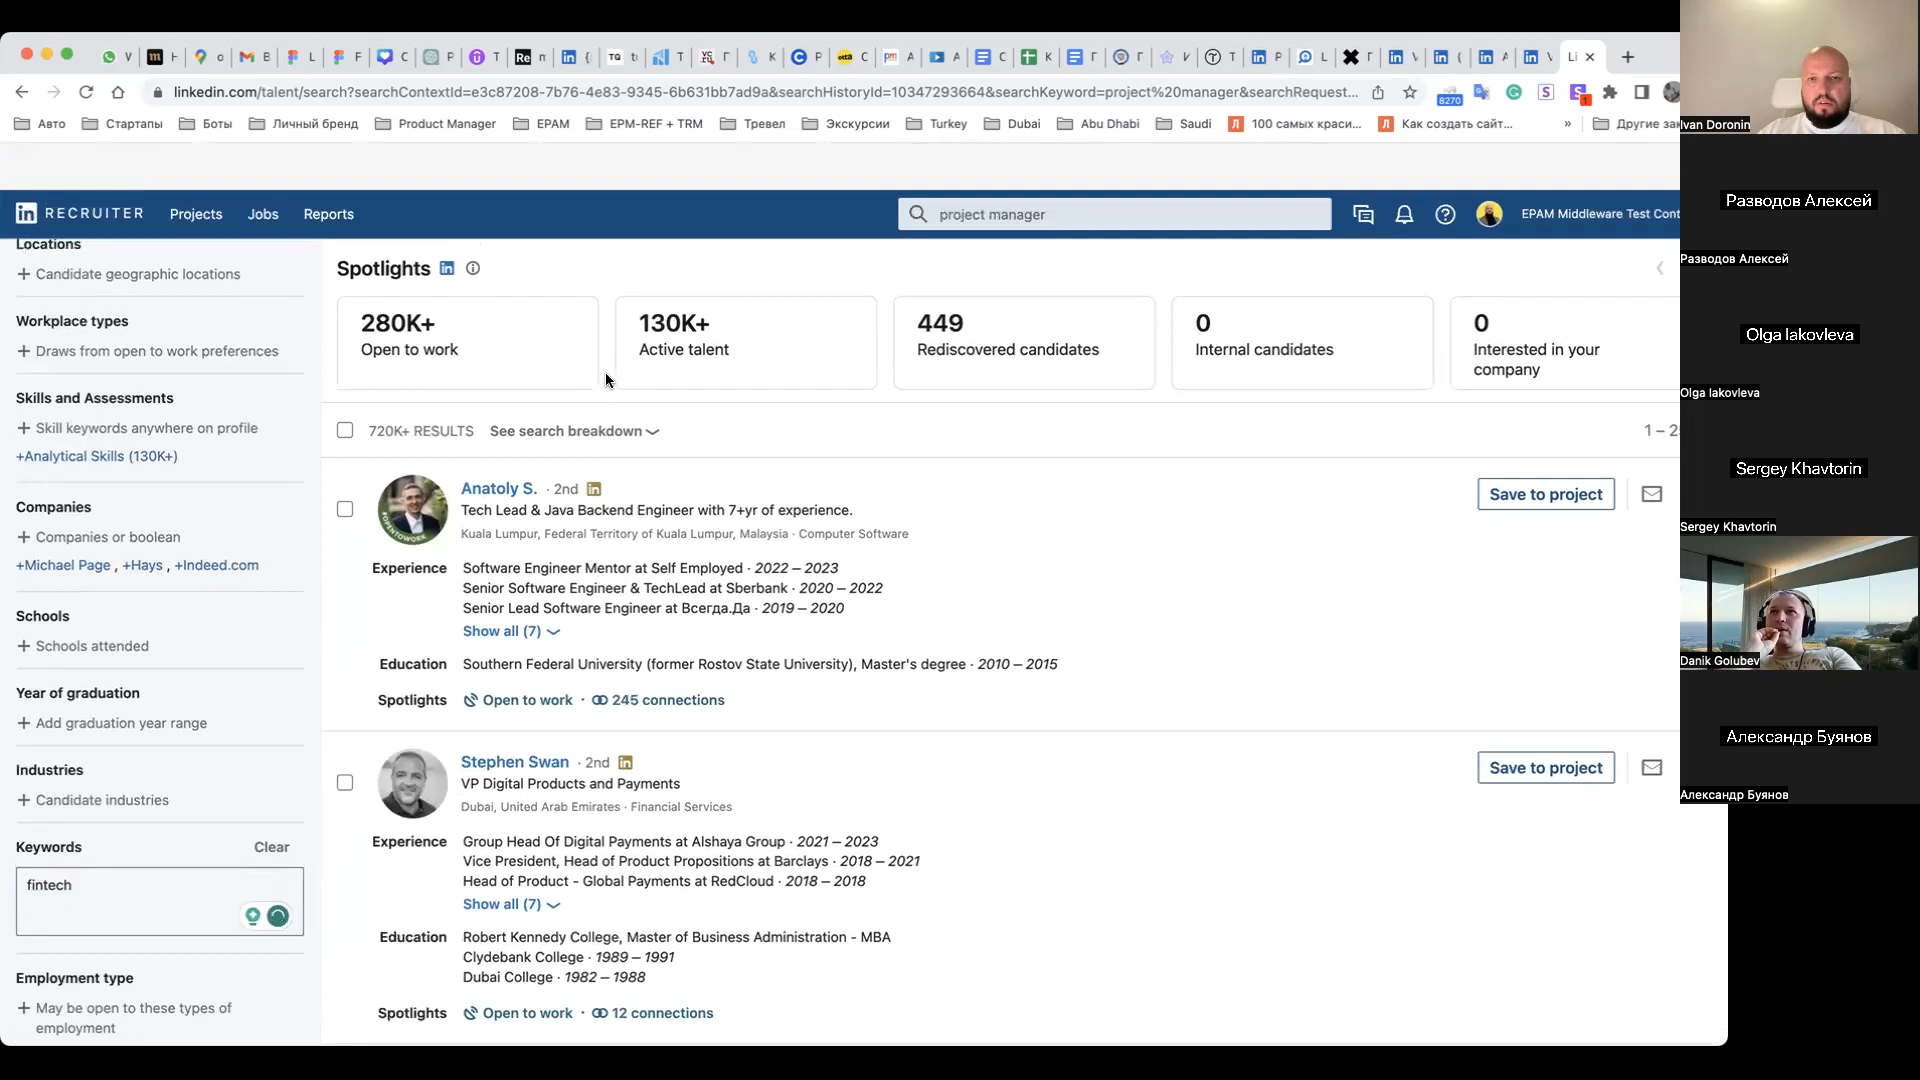 linkedin.com/talent/search?searchContextId=e3c87208-7b76-4e83-9345-6b631bb7ad9a&searchHistoryId=10347293664&searchKeyword=project%20manager&searchRequest...
8270
Авто
Стартапы
Боты
Личный бренд
Product Manager
EPAM
EPM-REF + TRM
Тревел
Экскурсии
Turkey
Dubai
Abu Dhabi
Saudi
100 самых краси...
Как создать сайт...
»
Другие за
RECRUITER
Projects
Jobs
Reports
project manager
EPAM Middleware Test Cont
Locations
+ Candidate geographic locations
Workplace types
+ Draws from open to work preferences
Skills and Assessments
+ Skill keywords anywhere on profile
+Analytical Skills (130K+)
Companies
+ Companies or boolean
+Michael Page , +Hays , +Indeed.com
Schools
+ Schools attended
Year of graduation
+ Add graduation year range
Industries
+ Candidate industries
Keywords
Clear
fintech
Employment type
+ May be open to these types of
employment
Spotlights
280K+
Open to work
130K+
Active talent
449
Rediscovered candidates
0
Internal candidates
0
Interested in your
company
720K+ RESULTS
See search breakdown
1 – 2
Anatoly S. · 2nd
Tech Lead & Java Backend Engineer with 7+yr of experience.
Kuala Lumpur, Federal Territory of Kuala Lumpur, Malaysia · Computer Software
Save to project
Experience
Software Engineer Mentor at Self Employed · 2022 – 2023
Senior Software Engineer & TechLead at Sberbank · 2020 – 2022
Senior Lead Software Engineer at Всегда.Да · 2019 – 2020
Show all (7)
Education
Southern Federal University (former Rostov State University), Master's degree · 2010 – 2015
Spotlights
Open to work · 245 connections
Stephen Swan · 2nd
VP Digital Products and Payments
Dubai, United Arab Emirates · Financial Services
Save to project
Experience
Group Head Of Digital Payments at Alshaya Group · 2021 – 2023
Vice President, Head of Product Propositions at Barclays · 2018 – 2021
Head of Product - Global Payments at RedCloud · 2018 – 2018
Show all (7)
Education
Robert Kennedy College, Master of Business Administration - MBA
Clydebank College · 1989 – 1991
Dubai College · 1982 – 1988
Spotlights
Open to work · 12 connections
Ivan Doronin
Разводов Алексей
Разводов Алексей
Olga Iakovleva
Olga Iakovleva
Sergey Khavtorin
Sergey Khavtorin
Danik Golubev
Александр Буянов
Александр Буянов